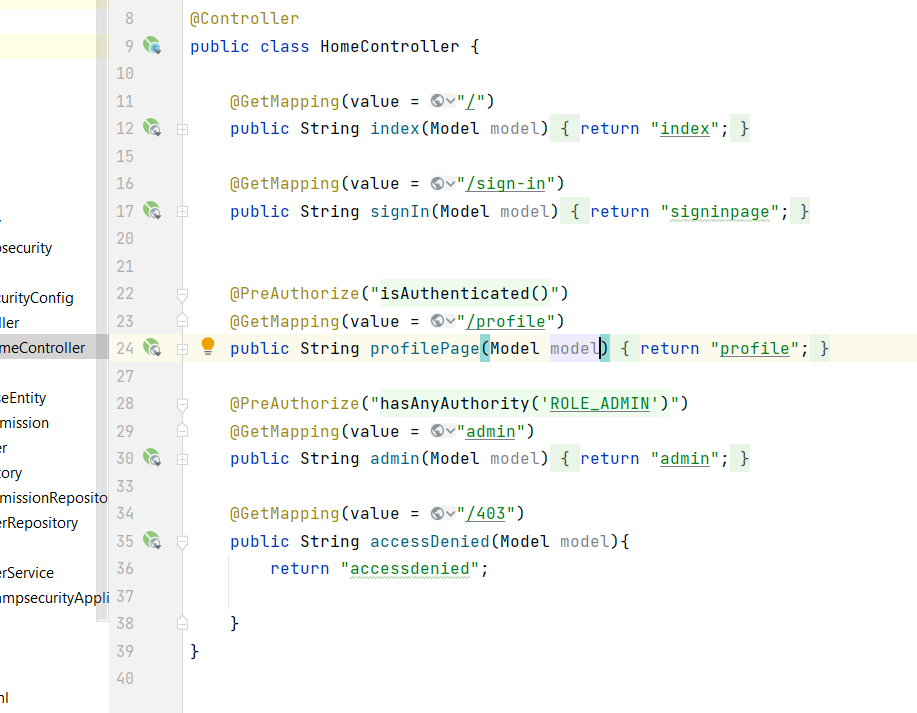 8 @Controller
9 public class HomeController {
10
11 @GetMapping(value = "/")
12 public String index(Model model) { return "index"; }
15
16 @GetMapping(value = "/sign-in")
17 public String signIn(Model model) { return "signinpage"; }
20
21
22 @PreAuthorize("isAuthenticated()")
23 @GetMapping(value = "/profile")
24 public String profilePage(Model model) { return "profile"; }
27
28 @PreAuthorize("hasAnyAuthority('ROLE_ADMIN')")
29 @GetMapping(value = "admin")
30 public String admin(Model model) { return "admin"; }
33
34 @GetMapping(value = "/403")
35 public String accessDenied(Model model){
36 return "accessdenied";
37
38 }
39 }
40
osecurity
curityConfig
ller
meController
seEntity
mission
er
tory
missionReposito
erRepository
erService
ampsecurityAppli
ml